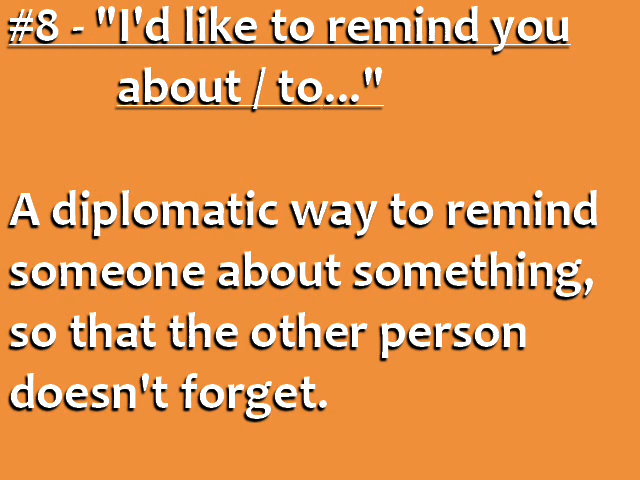 #8 - "I'd like to remind you
about / to..."
A diplomatic way to remind
someone about something,
so that the other person
doesn't forget.